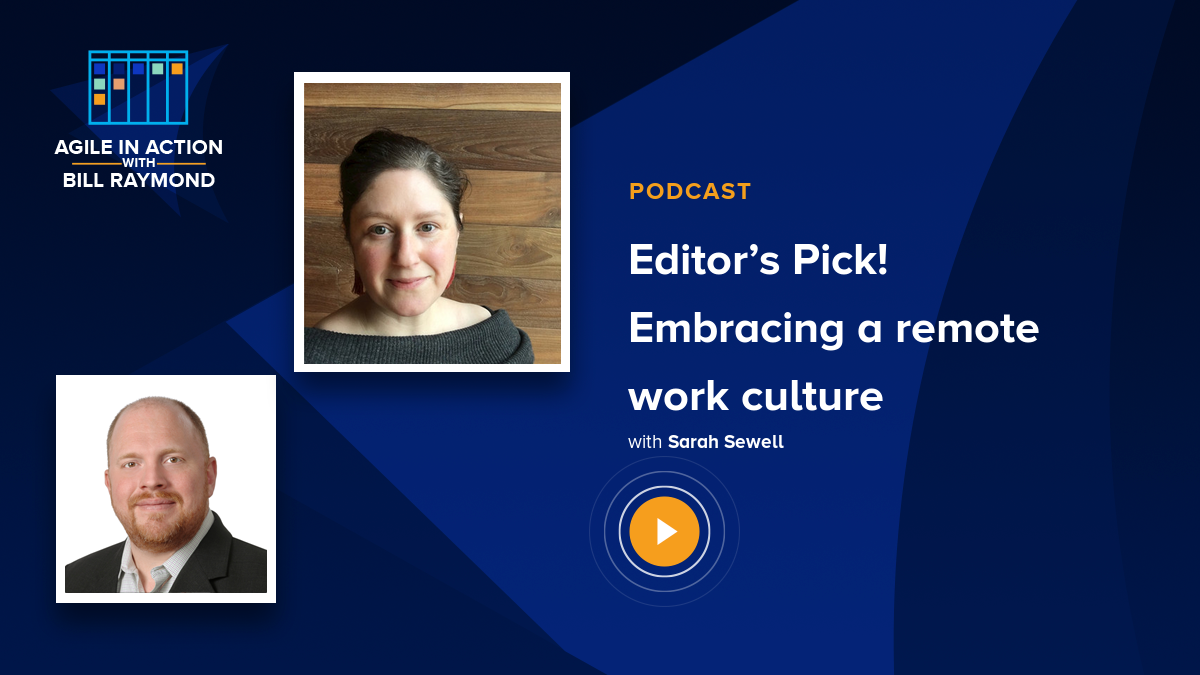 AGILE IN ACTION
WITH
BILL RAYMOND
PODCAST
Editor’s Pick!
Embracing a remote
work culture
with Sarah Sewell